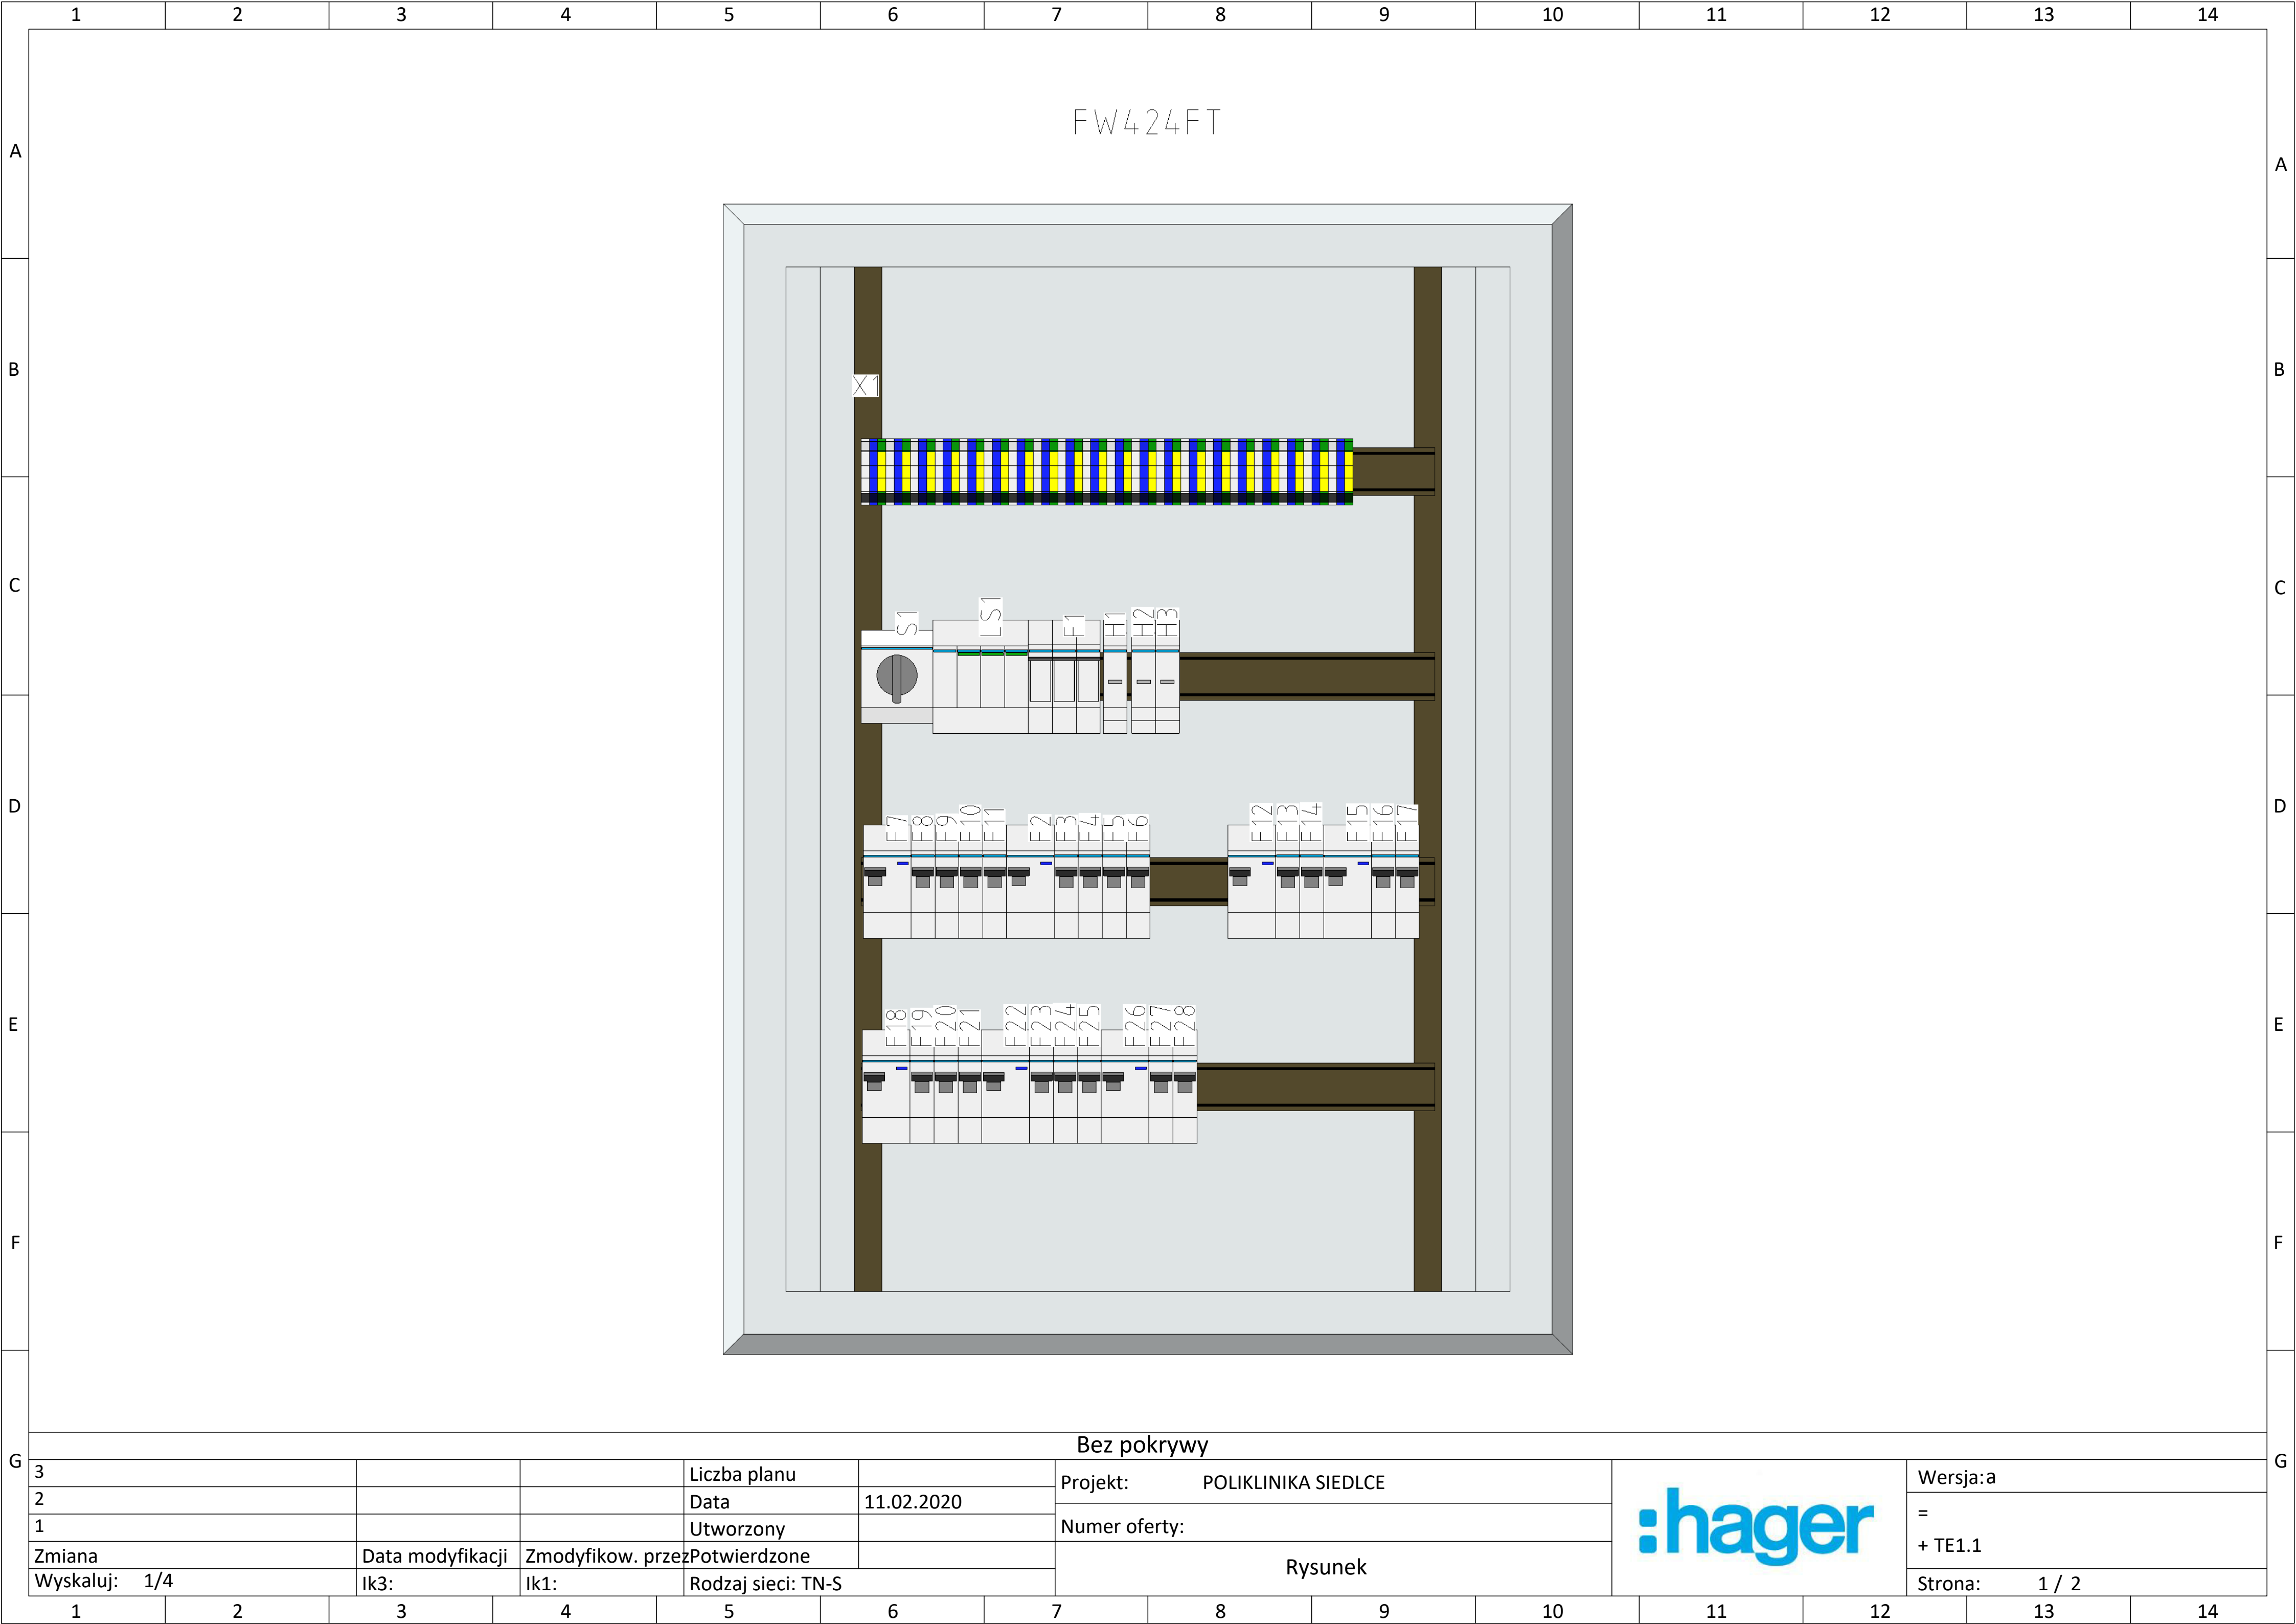 1 2 3 4 5 6 7 8 9 10 11 12 13 14
FW424FT
A A
B B
X1
C C
S1 LS1 F1 H1 H2 H3
D D
F7 F8 F9 F10 F11 F2 F3 F4 F5 F6 F12 F13 F14 F15 F16 F17
E E
F18 F19 F20 F21 F22 F23 F24 F25 F26 F27 F28
F F
G G
Bez pokrywy
3 Liczba planu
2 Data 11.02.2020
1 Utworzony
Zmiana Data modyfikacji Zmodyfikow. przez Potwierdzone
Wyskaluj: 1/4 Ik3: Ik1: Rodzaj sieci: TN-S
Projekt: POLIKLINIKA SIEDLCE
Numer oferty:
Rysunek
:hager
Wersja: a
=
+ TE1.1
Strona: 1 / 2
1 2 3 4 5 6 7 8 9 10 11 12 13 14